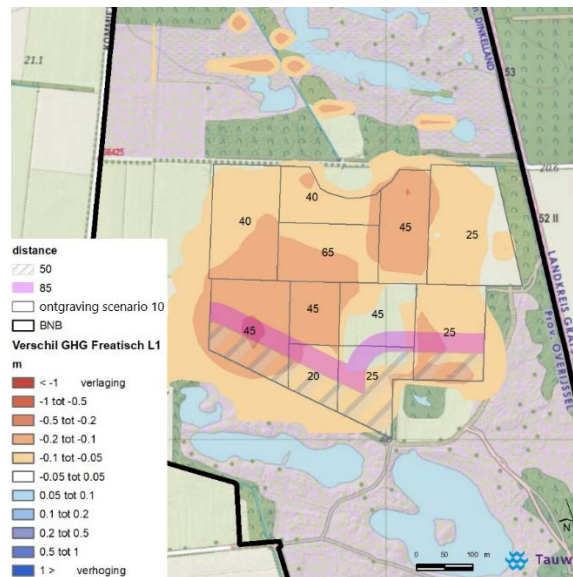 KOMMIE
m DINKELLAND
21.1
53
86425
20.6
52 II
40
40
45
25
65
45
45
45
25
20
25
LANDKREIS GRA
Prov. OVERIJSSEL
distance
50
85
ontgraving scenario 10
BNB
Verschil GHG Freatisch L1
m
< -1 verlaging
-1 tot -0.5
-0.5 tot -0.2
-0.2 tot -0.1
-0.1 tot -0.05
-0.05 tot 0.05
0.05 tot 0.1
0.1 tot 0.2
0.2 tot 0.5
0.5 tot 1
1 > verhoging
0 50 100 m
N
Tauw